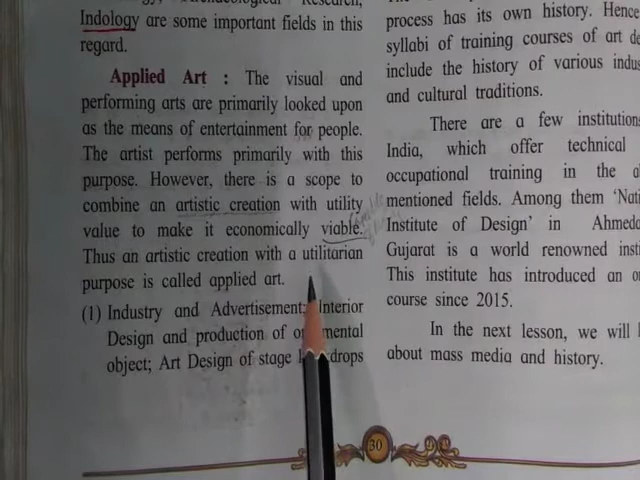 Indology are some important fields in this
regard.
Applied Art : The visual and
performing arts are primarily looked upon
as the means of entertainment for people.
The artist performs primarily with this
purpose. However, there is a scope to
combine an artistic creation with utility
value to make it economically viable.
Thus an artistic creation with a utilitarian
purpose is called applied art.
(1) Industry and Advertisement: Interior
Design and production of
object; Art Design of stage
process has its own history. Hence
syllabi of training courses of art de
include the history of various indus
and cultural traditions.
There are a few institutions
India, which offer technical
occupational training in the a
mentioned fields. Among them 'Nati
Institute of Design' in Ahmeda
Gujarat is a world renowned insti
This institute has introduced an o
course since 2015.
In the next lesson, we will
about mass media and history.
30